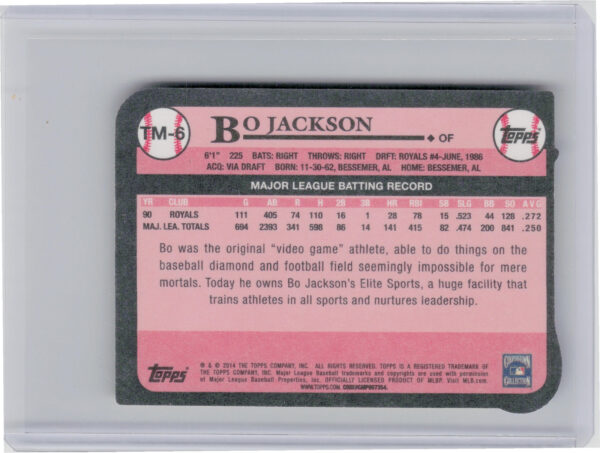 TM-6
BO JACKSON
OF
Topps
6'1" 225 BATS: RIGHT THROWS: RIGHT DRFT: ROYALS #4-JUNE, 1986
ACQ: VIA DRAFT BORN: 11-30-62, BESSEMER, AL HOME: BESSEMER, AL
MAJOR LEAGUE BATTING RECORD
YR CLUB G AB R H 2B 3B HR RBI SB SLG BB SO AVG
90 ROYALS 111 405 74 110 16 1 28 78 15 .523 44 128 .272
MAJ. LEA. TOTALS 694 2393 341 598 86 14 141 415 82 .474 200 841 .250
Bo was the original "video game" athlete, able to do things on the
baseball diamond and football field seemingly impossible for mere
mortals. Today he owns Bo Jackson's Elite Sports, a huge facility that
trains athletes in all sports and nurtures leadership.
Topps
® & © 2014 THE TOPPS COMPANY, INC. ALL RIGHTS RESERVED. TOPPS IS A REGISTERED TRADEMARK OF
THE TOPPS COMPANY, INC. Major League Baseball trademarks and copyrights are used with permission
of Major League Baseball Properties, Inc. OFFICIALLY LICENSED PRODUCT OF MLBP. Visit MLB.com.
WWW.TOPPS.COM
COOPERSTOWN
COLLECTION